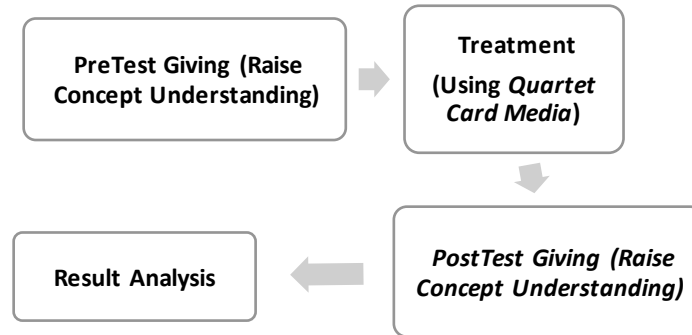 PreTest Giving (Raise
Concept Understanding)
Treatment
(Using Quartet
Card Media)
PostTest Giving (Raise
Concept Understanding)
Result Analysis